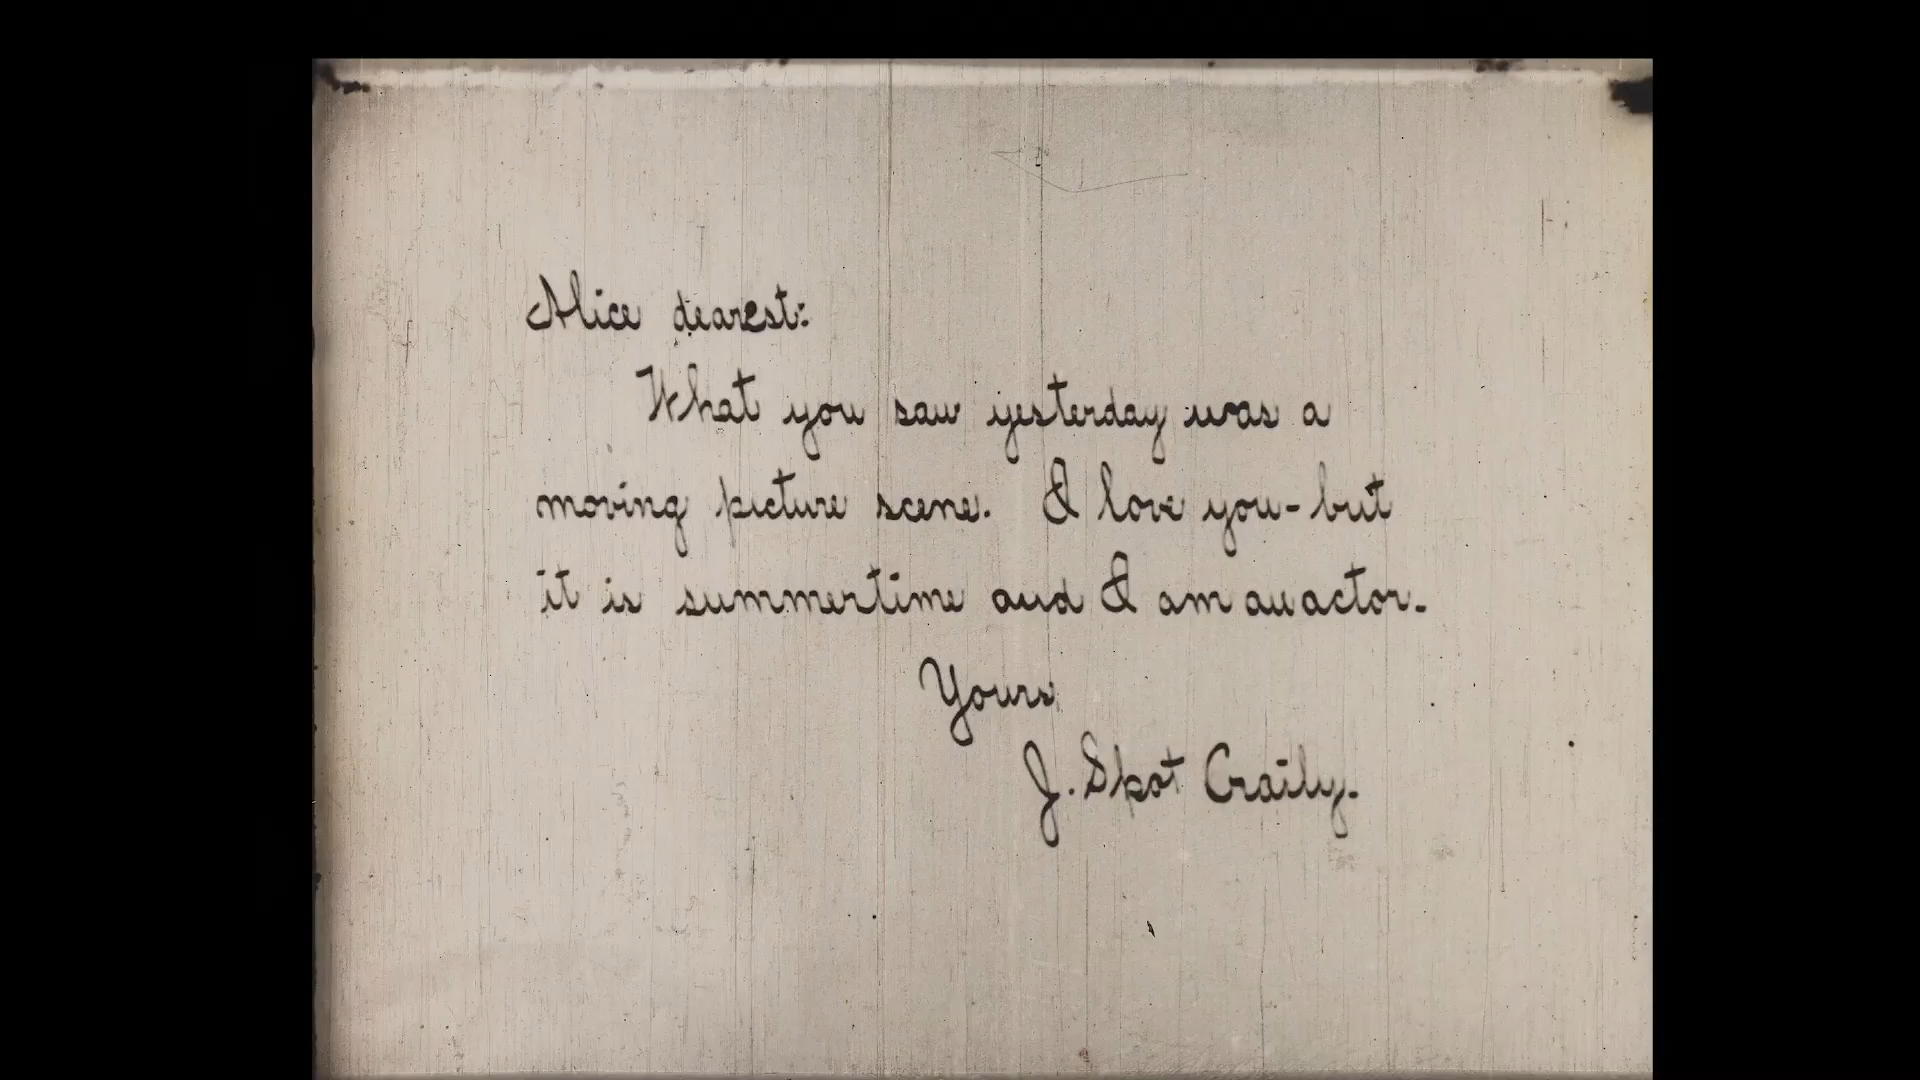 Alice dearest:
What you saw yesterday was a
moving picture scene. I love you-but
it is summertime and I am an actor.
Yours
J. Spot Craily.